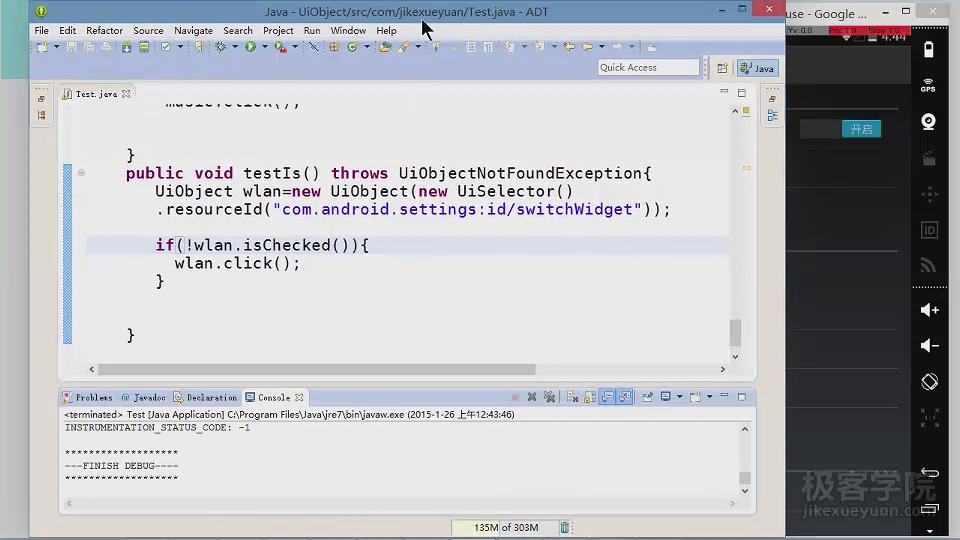 Java - UiObject/src/com/jikexueyuan/Test.java - ADT
use - Google ...
File Edit Refactor Source Navigate Search Project Run Window Help
4:44
Quick Access
Java
Test.java
GPS
music.click();
开启
}
public void testIs() throws UiObjectNotFoundException{
UiObject wlan=new UiObject(new UiSelector()
.resourceId("com.android.settings:id/switchWidget"));
if(!wlan.isChecked()){
wlan.click();
}
}
ID
Problems @ Javadoc Declaration Console
<terminated> Test [Java Application] C:\Program Files\Java\jre7\bin\javaw.exe (2015-1-26 上午12:43:46)
INSTRUMENTATION_STATUS_CODE: -1
*******************
---FINISH DEBUG----
*******************
极客学院
jikexueyuan.com
135M of 303M